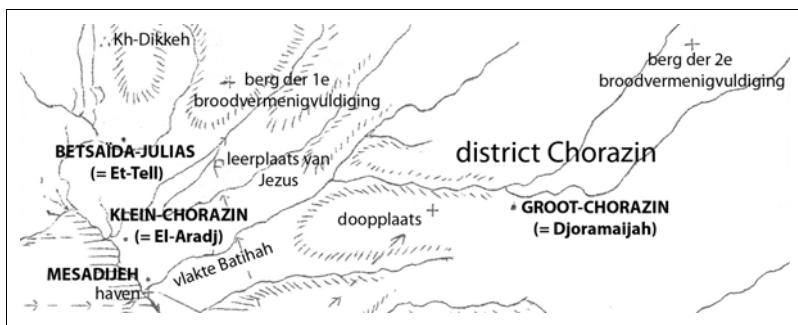 Kh-Dikkeh
berg der 1e
broodvermenigvuldiging
berg der 2e
broodvermenigvuldiging
BETSAÏDA-JULIAS
(= Et-Tell)
leerplaats van
Jezus
district Chorazin
KLEIN-CHORAZIN
(= El-Aradj)
doopplaats
GROOT-CHORAZIN
(= Djoramaijah)
MESADIJEH
haven
vlakte Batihah